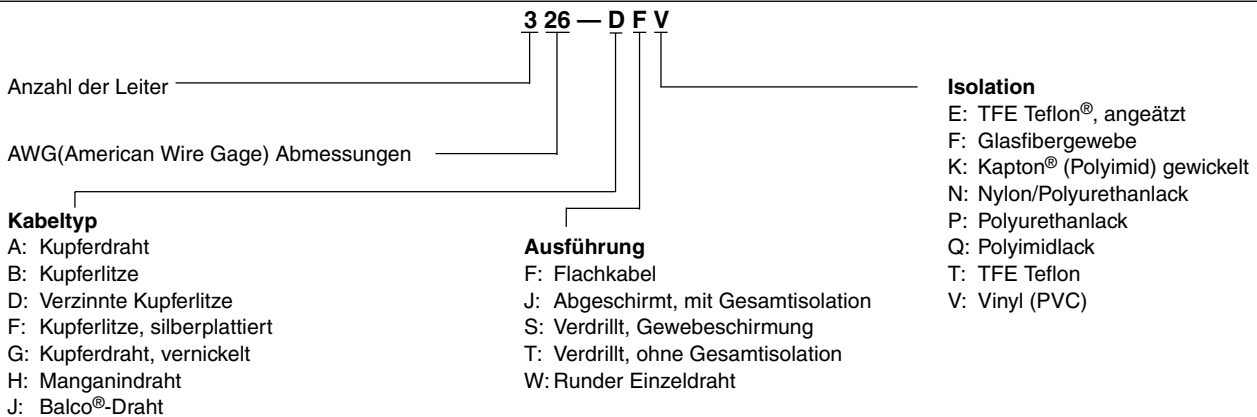 3 26 — D F V
Anzahl der Leiter
AWG(American Wire Gage) Abmessungen
Kabeltyp
A: Kupferdraht
B: Kupferlitze
D: Verzinnte Kupferlitze
F: Kupferlitze, silberplattiert
G: Kupferdraht, vernickelt
H: Manganindraht
J: Balco®-Draht
Ausführung
F: Flachkabel
J: Abgeschirmt, mit Gesamtisolation
S: Verdrillt, Gewebeschirmung
T: Verdrillt, ohne Gesamtisolation
W: Runder Einzeldraht
Isolation
E: TFE Teflon®, angeätzt
F: Glasfibergewebe
K: Kapton® (Polyimid) gewickelt
N: Nylon/Polyurethanlack
P: Polyurethanlack
Q: Polyimidlack
T: TFE Teflon
V: Vinyl (PVC)